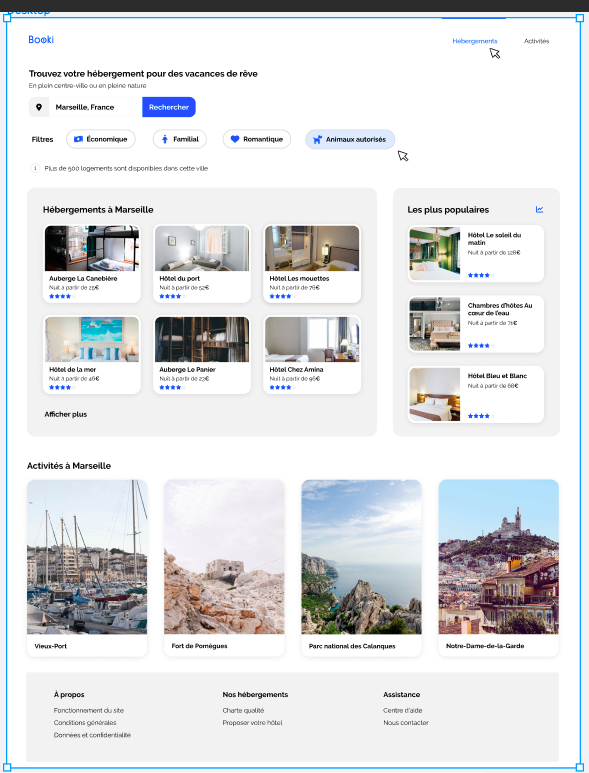 Desktop
Booki
Hébergements
Activités
Trouvez votre hébergement pour des vacances de rêve
En plein centre-ville ou en pleine nature
Marseille, France
Rechercher
Filtres
Économique
Familial
Romantique
Animaux autorisés
Plus de 500 logements sont disponibles dans cette ville
Hébergements à Marseille
Auberge La Canebière
Nuit à partir de 25€
Hôtel du port
Nuit à partir de 52€
Hôtel Les mouettes
Nuit à partir de 76€
Hôtel de la mer
Nuit à partir de 46€
Auberge Le Panier
Nuit à partir de 23€
Hôtel Chez Amina
Nuit à partir de 96€
Afficher plus
Les plus populaires
Hôtel Le soleil du
matin
Nuit à partir de 128€
Chambres d'hôtes Au
cœur de l'eau
Nuit à partir de 71€
Hôtel Bleu et Blanc
Nuit à partir de 68€
Activités à Marseille
Vieux-Port
Fort de Pomègues
Parc national des Calanques
Notre-Dame-de-la-Garde
À propos
Fonctionnement du site
Conditions générales
Données et confidentialité
Nos hébergements
Charte qualité
Proposer votre hôtel
Assistance
Centre d'aide
Nous contacter